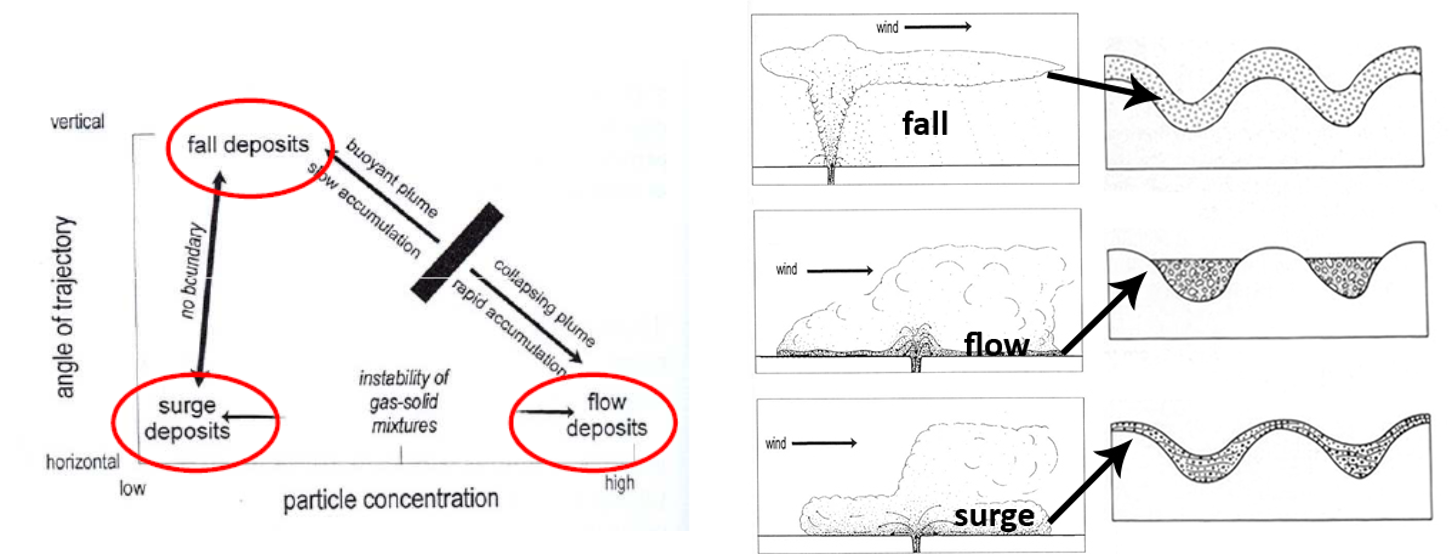 vertical
fall deposits
buoyant plume
slow accumulation
no boundary
angle of trajectory
collapsing plume
rapid accumulation
instability of
gas-solid
mixtures
surge
deposits
flow
deposits
horizontal
low
particle concentration
high
wind
fall
wind
flow
wind
surge